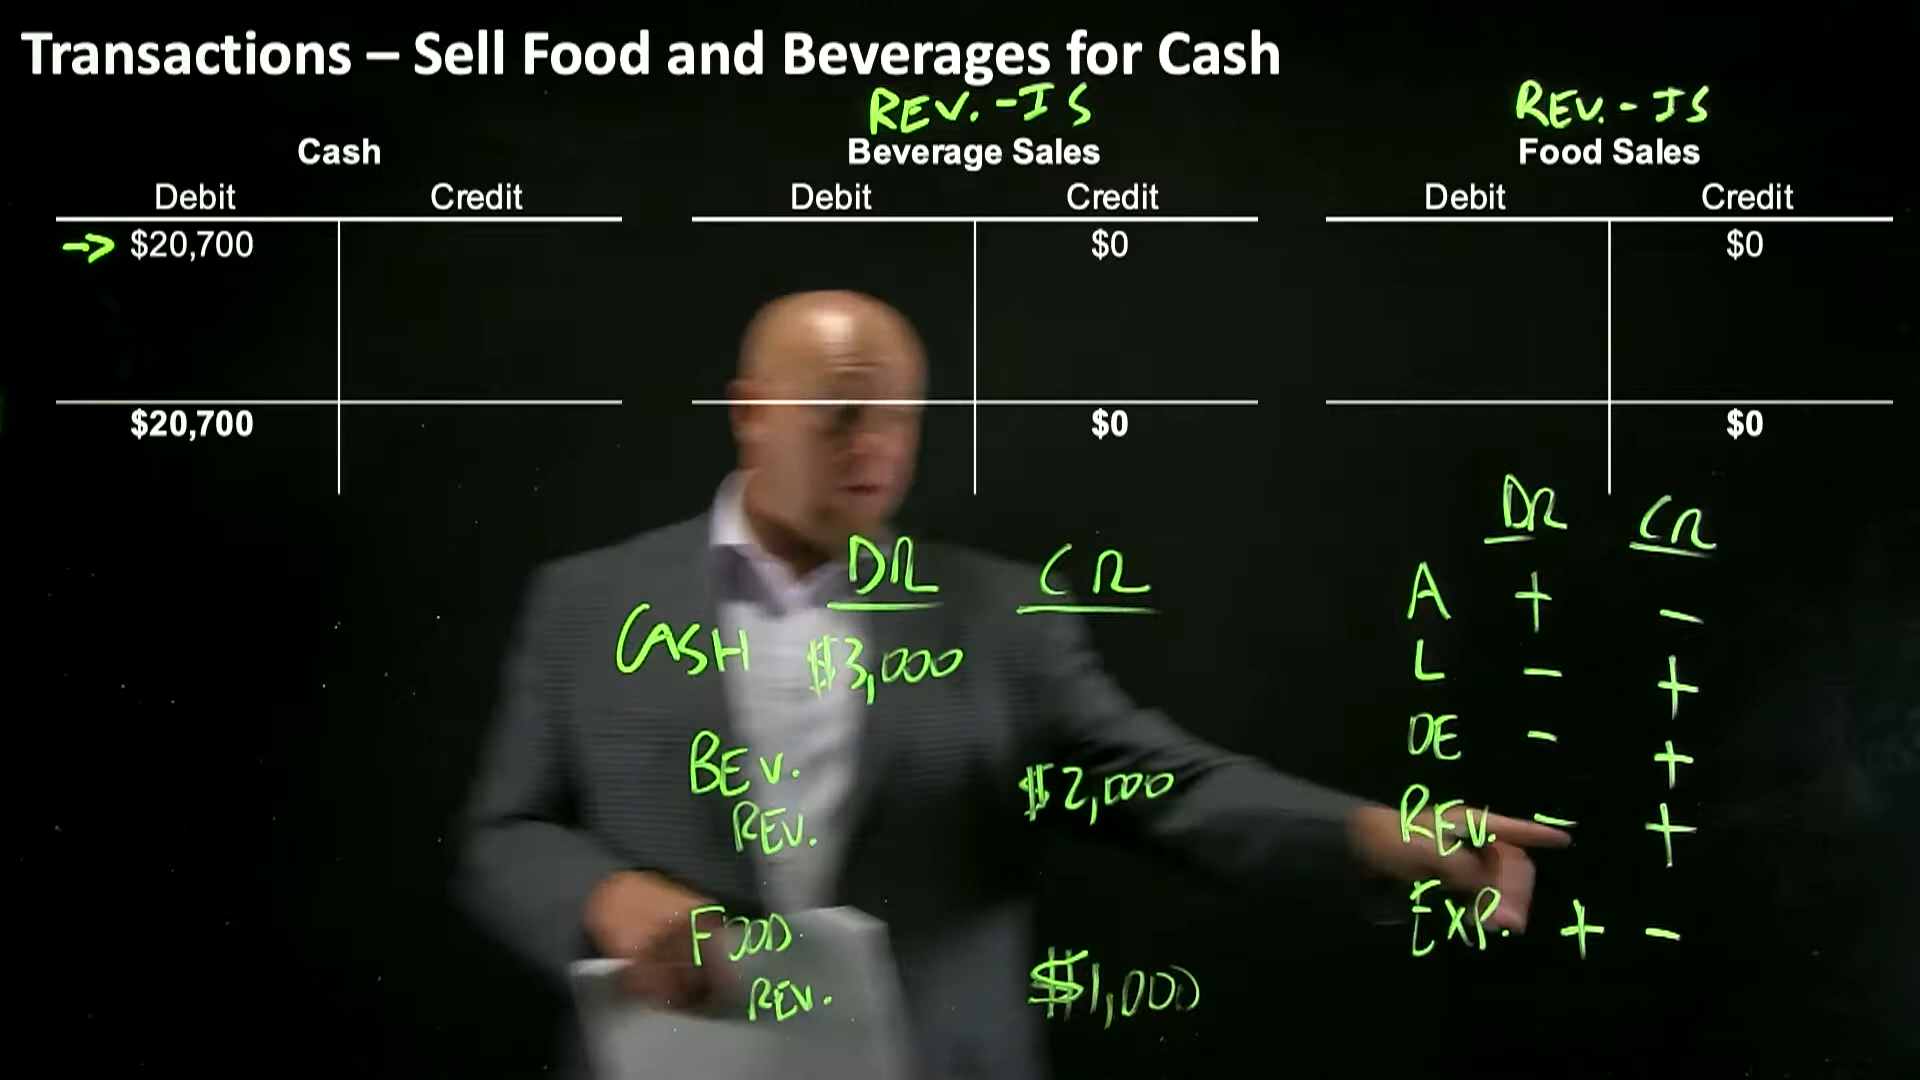 Transactions – Sell Food and Beverages for Cash
REV. - IS
REV. - IS
Cash
Beverage Sales
Food Sales
Debit Credit
Debit Credit
Debit Credit
-> $20,700
$0
$0
$20,700
$0
$0
DR CR
CASH $3,000
BEV. REV. $2,000
FOOD REV. $1,000
DR CR
A + -
L - +
OE - +
REV. - +
EXP. + -